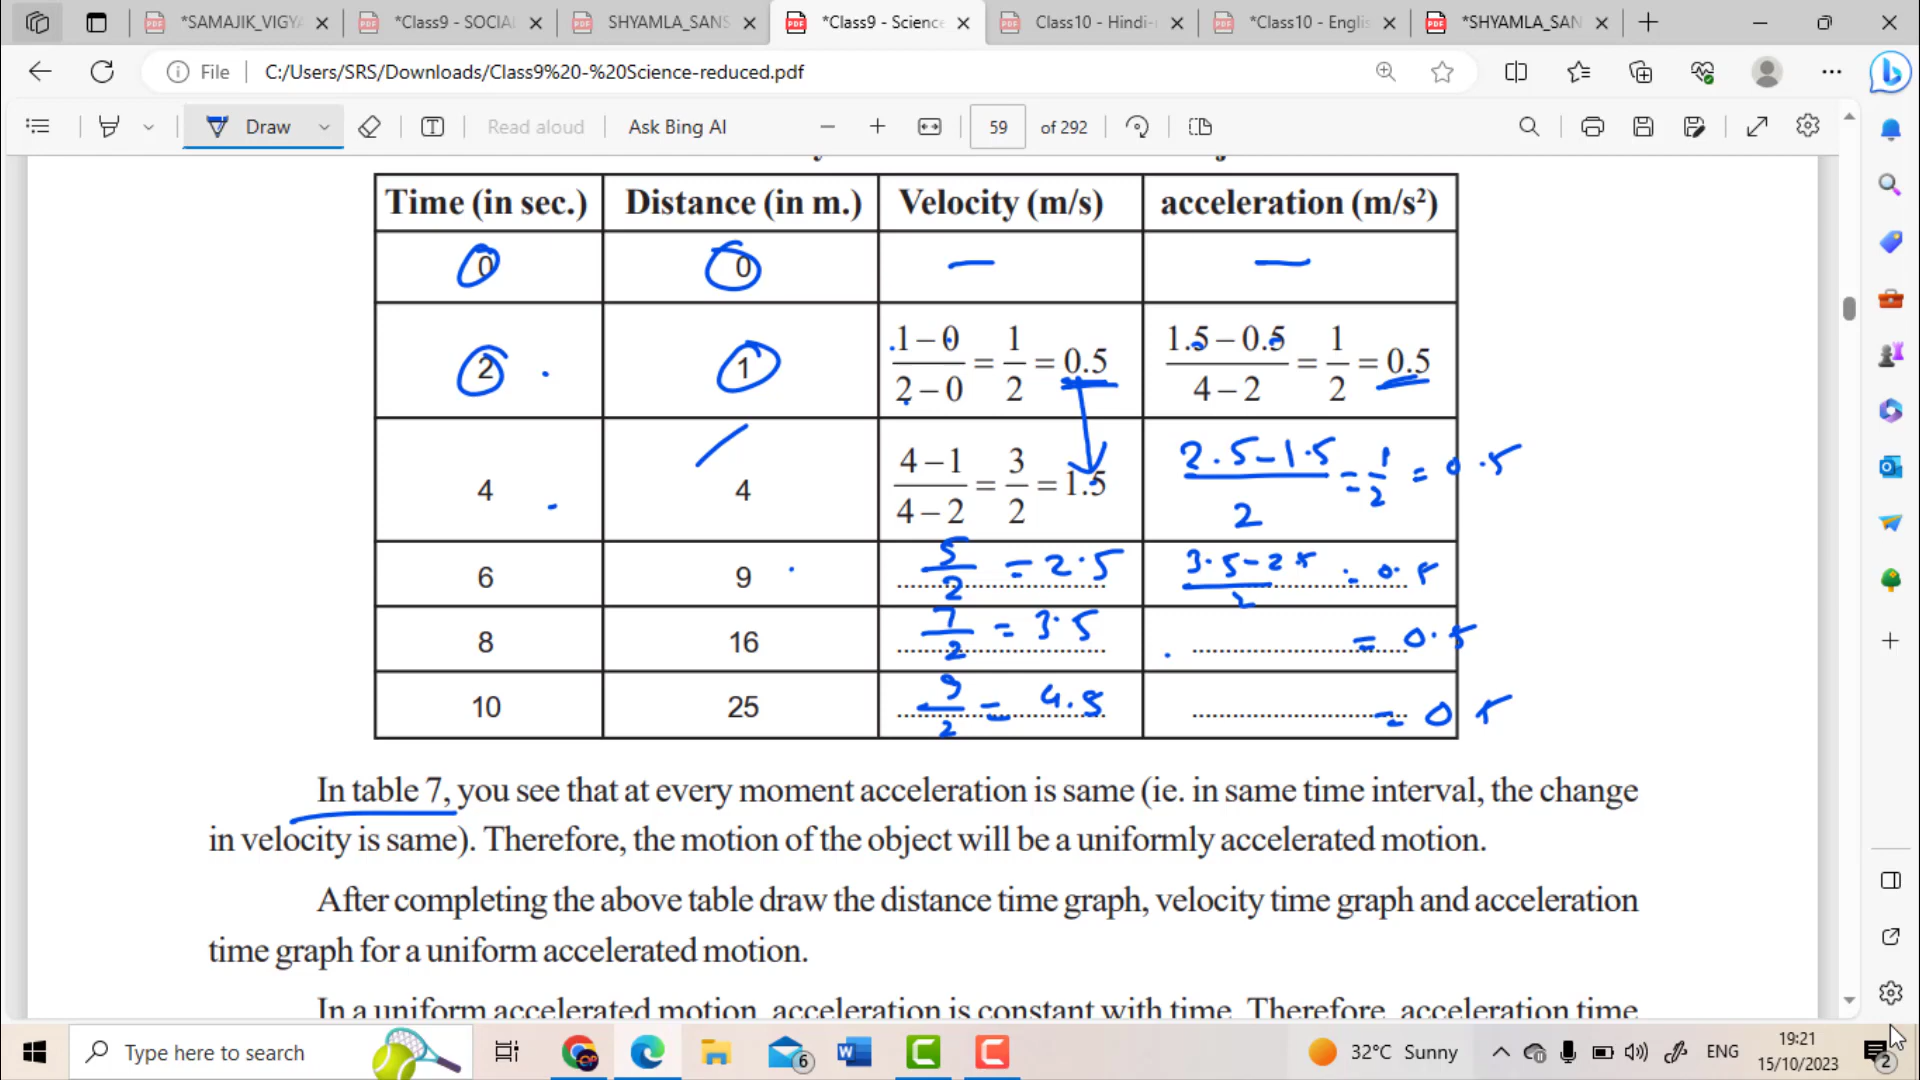 *SAMAJIK_VIGYA
*Class9 - SOCIAL
SHYAMLA_SANS
*Class9 - Science
Class10 - Hindi-
*Class10 - Englis
*SHYAMLA_SAN
File C:/Users/SRS/Downloads/Class9%20-%20Science-reduced.pdf
Draw Read aloud Ask Bing AI 59 of 292
Time (in sec.) Distance (in m.) Velocity (m/s) acceleration (m/s²)
0 0 — —
2 1 (1 – 0)/(2 – 0) = 1/2 = 0.5 (1.5 – 0.5)/(4 – 2) = 1/2 = 0.5
4 4 (4 – 1)/(4 – 2) = 3/2 = 1.5 (2.5 – 1.5)/2 = 1/2 = 0.5
6 9 5/2 = 2.5 (3.5 – 2.5)/2 = 0.5
8 16 7/2 = 3.5 = 0.5
10 25 9/2 = 4.5 = 0.5
In table 7, you see that at every moment acceleration is same (ie. in same time interval, the change
in velocity is same). Therefore, the motion of the object will be a uniformly accelerated motion.
After completing the above table draw the distance time graph, velocity time graph and acceleration
time graph for a uniform accelerated motion.
In a uniform accelerated motion, acceleration is constant with time. Therefore, acceleration time
Type here to search
6
32°C Sunny
ENG
19:21
15/10/2023
2